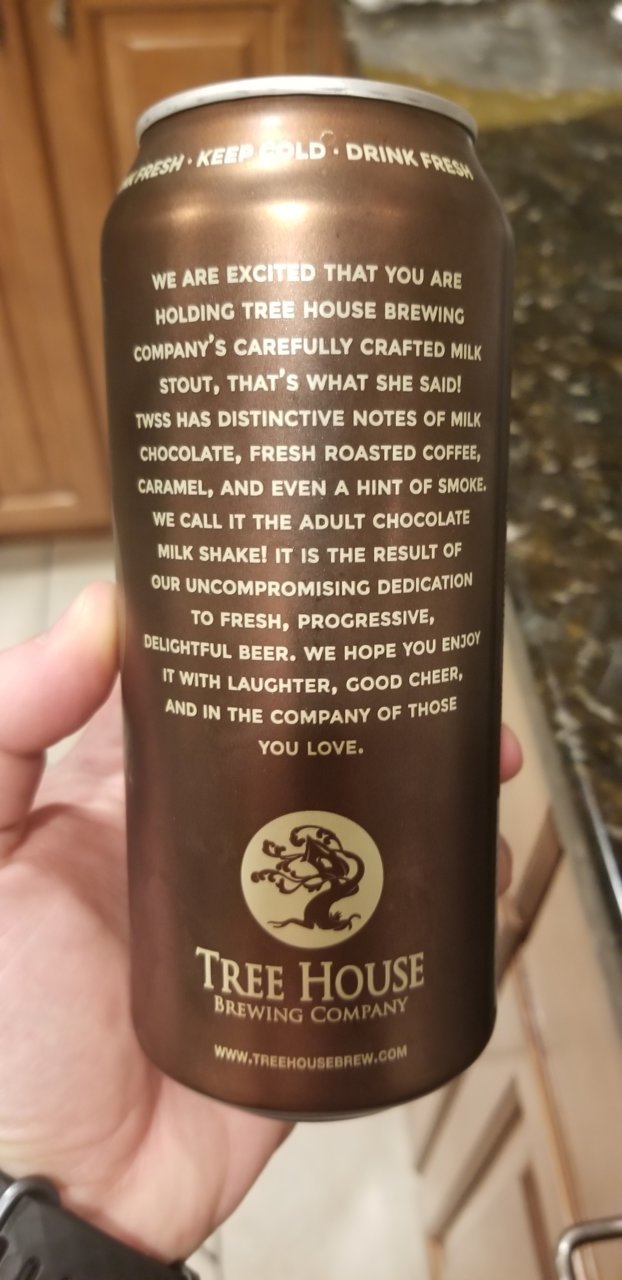 FRESH · KEEP COLD · DRINK FRESH
WE ARE EXCITED THAT YOU ARE
HOLDING TREE HOUSE BREWING
COMPANY'S CAREFULLY CRAFTED MILK
STOUT, THAT'S WHAT SHE SAID!
TWSS HAS DISTINCTIVE NOTES OF MILK
CHOCOLATE, FRESH ROASTED COFFEE,
CARAMEL, AND EVEN A HINT OF SMOKE.
WE CALL IT THE ADULT CHOCOLATE
MILK SHAKE! IT IS THE RESULT OF
OUR UNCOMPROMISING DEDICATION
TO FRESH, PROGRESSIVE,
DELIGHTFUL BEER. WE HOPE YOU ENJOY
IT WITH LAUGHTER, GOOD CHEER,
AND IN THE COMPANY OF THOSE
YOU LOVE.
TREE HOUSE
BREWING COMPANY
WWW.TREEHOUSEBREW.COM